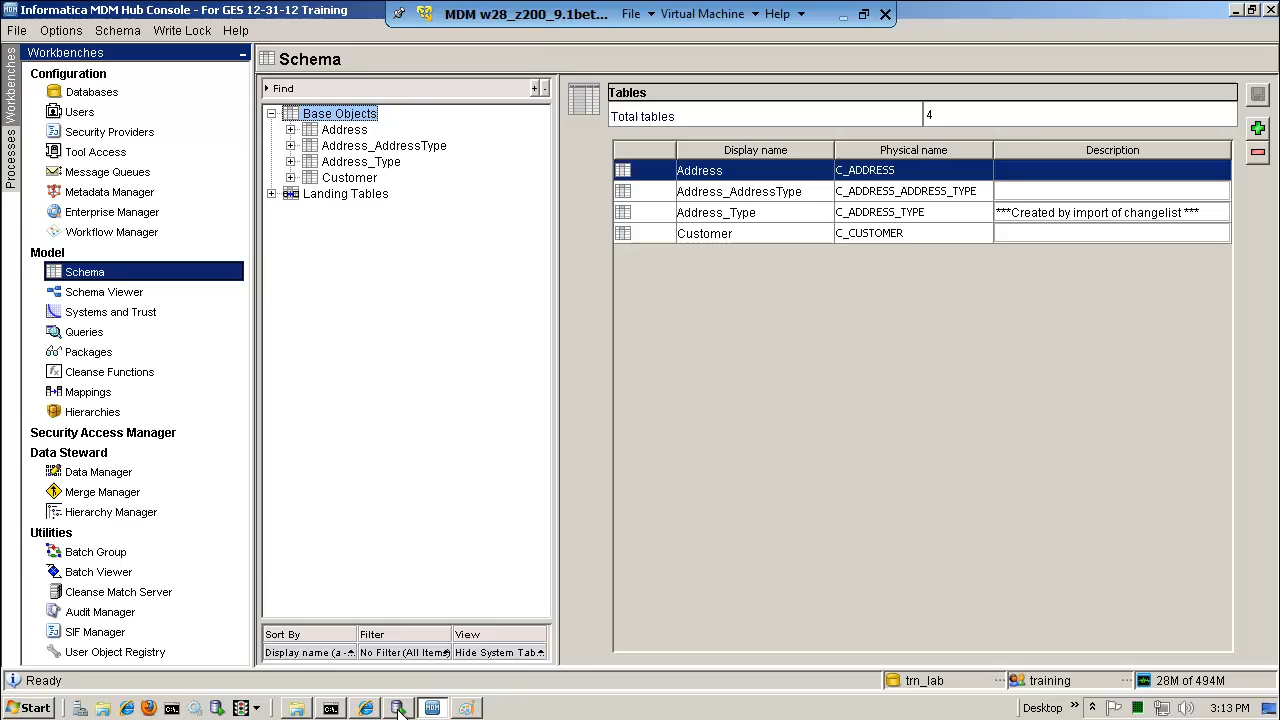 Informatica MDM Hub Console - For GES 12-31-12 Training
MDM w28_z200_9.1bet...
File
Virtual Machine
Help
File
Options
Schema
Write Lock
Help
Workbenches
Processes
Workbenches
Configuration
Databases
Users
Security Providers
Tool Access
Message Queues
Metadata Manager
Enterprise Manager
Workflow Manager
Model
Schema
Schema Viewer
Systems and Trust
Queries
Packages
Cleanse Functions
Mappings
Hierarchies
Security Access Manager
Data Steward
Data Manager
Merge Manager
Hierarchy Manager
Utilities
Batch Group
Batch Viewer
Cleanse Match Server
Audit Manager
SIF Manager
User Object Registry
Schema
Find
Base Objects
Address
Address_AddressType
Address_Type
Customer
Landing Tables
Sort By
Filter
View
Display name (a -
No Filter (All Items)
Hide System Tab
Tables
Total tables
4
Display name
Physical name
Description
Address
C_ADDRESS
Address_AddressType
C_ADDRESS_ADDRESS_TYPE
Address_Type
C_ADDRESS_TYPE
***Created by import of changelist ***
Customer
C_CUSTOMER
Ready
trn_lab
training
28M of 494M
Start
Desktop
3:13 PM